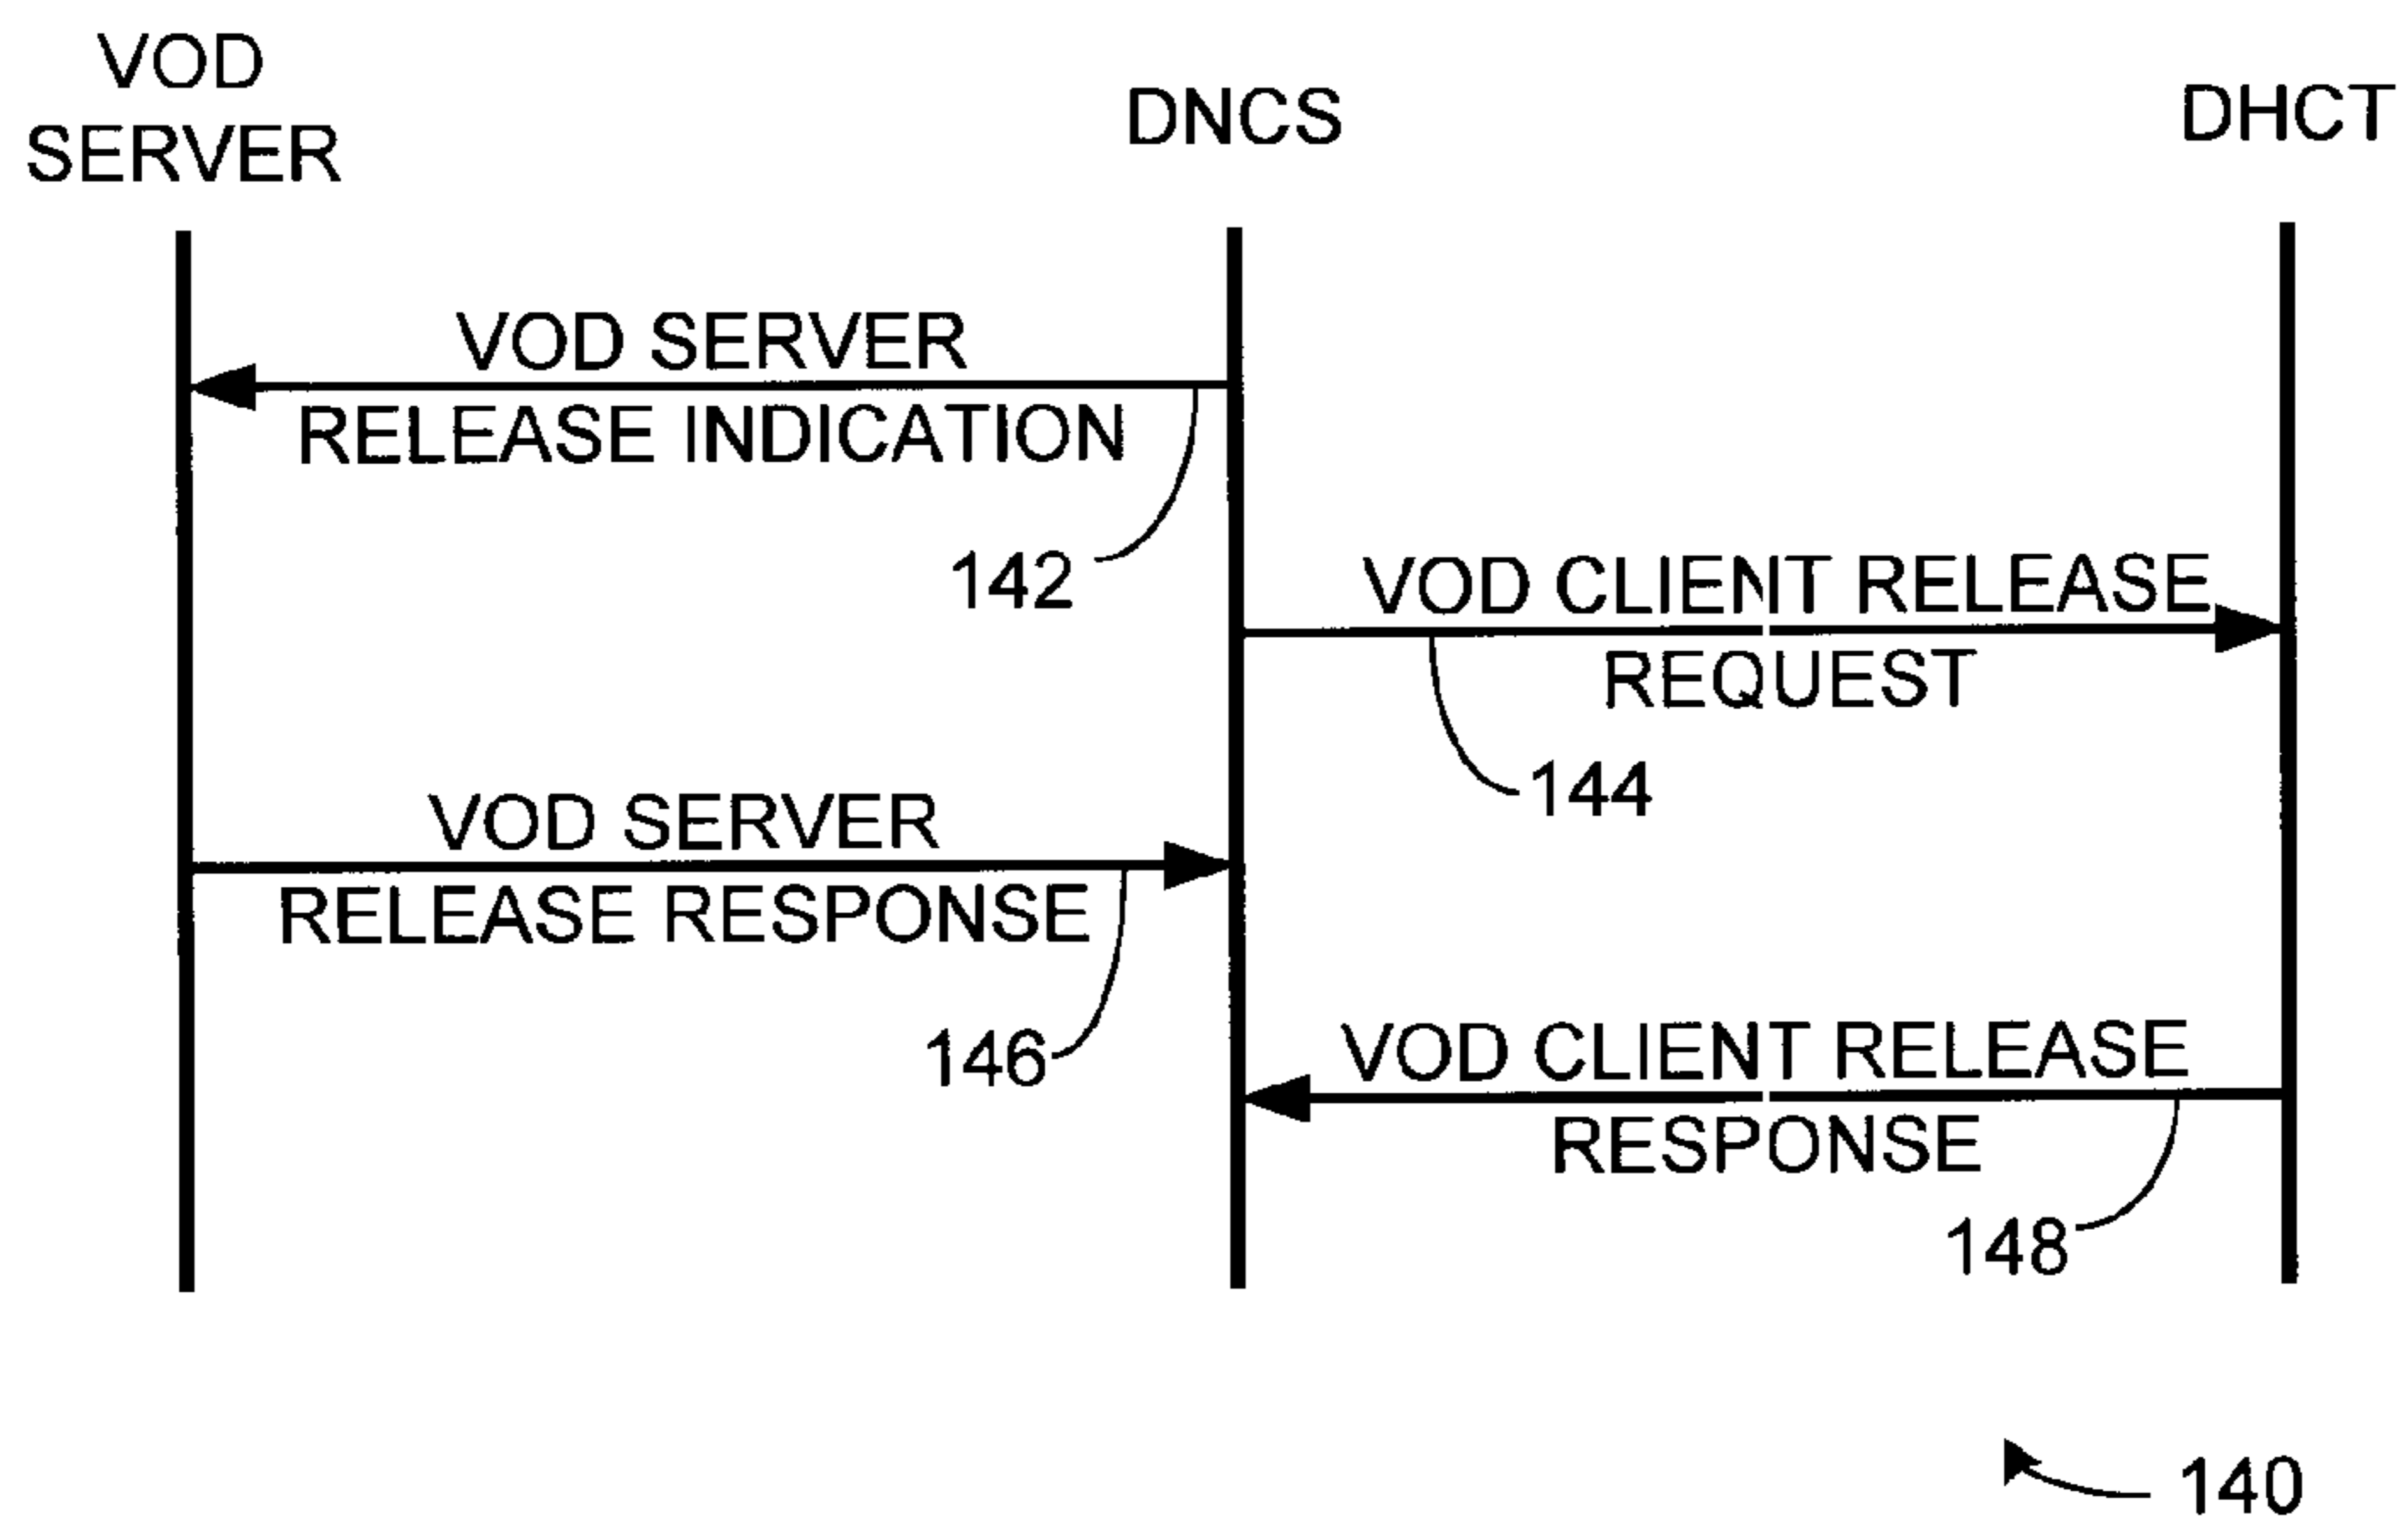 VOD
SERVER
DNCS
DHCT
VOD SERVER
RELEASE INDICATION
142
VOD CLIENT RELEASE
REQUEST
144
VOD SERVER
RELEASE RESPONSE
146
VOD CLIENT RELEASE
RESPONSE
148
140